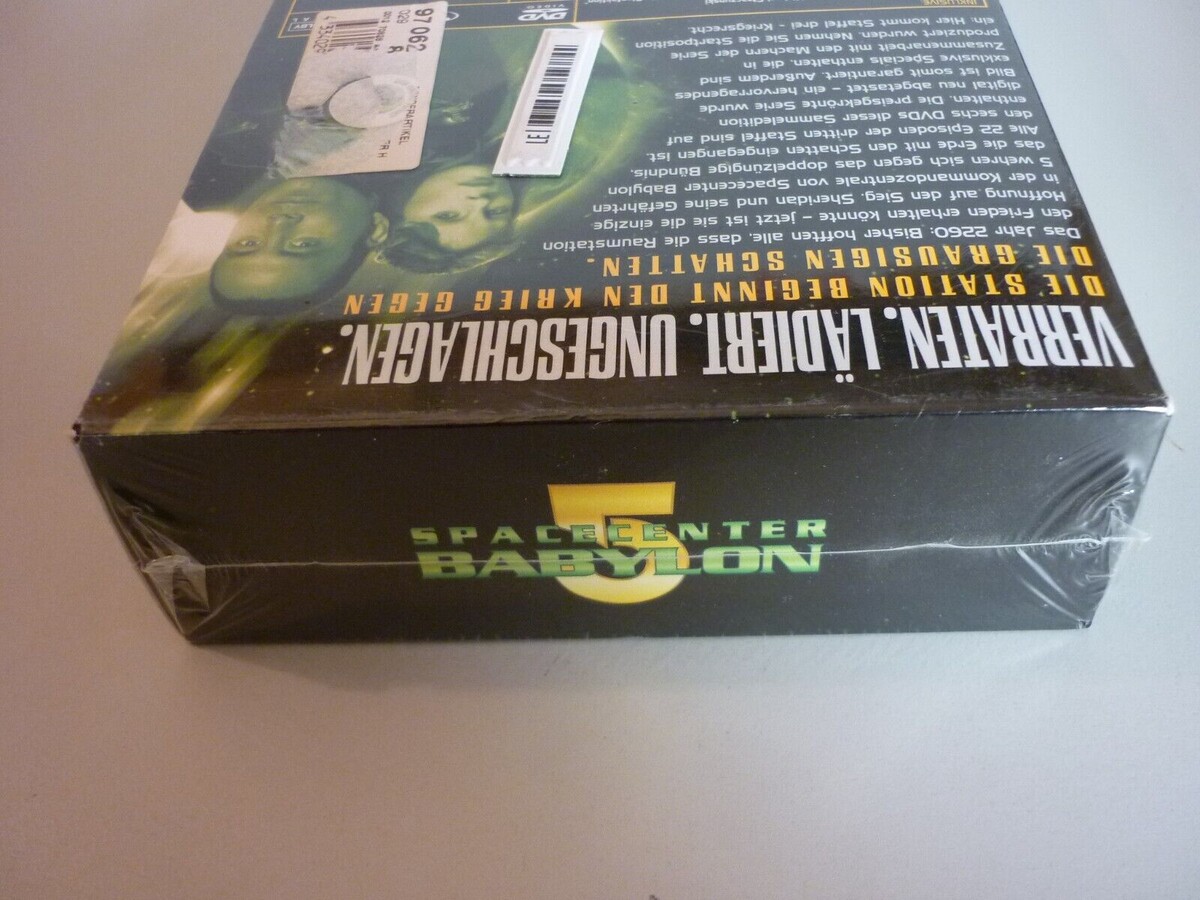 VERRATEN. LÄDIERT. UNGESCHLAGEN.
DIE STATION BEGINNT DEN KRIEG GEGEN
DIE GRAUSIGEN SCHATTEN.
Das Jahr 2260: Bisher hofften alle, dass die Raumstation
den Frieden erhalten könnte – jetzt ist sie die einzige
Hoffnung auf den Sieg. Sheridan und seine Gefährten
in der Kommandozentrale von Spacecenter Babylon
5 wehren sich gegen das doppelzüngige Bündnis,
das die Erde mit den Schatten eingegangen ist.
Alle 22 Episoden der dritten Staffel sind auf
den sechs DVDs dieser Sammeledition
enthalten. Die preisgekrönte Serie wurde
digital neu abgetastet – ein hervorragendes
Bild ist somit garantiert. Außerdem sind
exklusive Specials enthalten, die in
Zusammenarbeit mit den Machern der Serie
produziert wurden. Nehmen Sie die Startposition
ein: Hier kommt Staffel drei - Kriegsrecht.
INKLUSIVE
DVD
VIDEO
029
97062
137
5
SPACECENTER
BABYLON